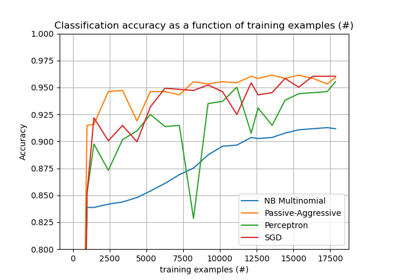 Classification accuracy as a function of training examples (#)
1.000
0.975
0.950
0.925
0.900
0.875
0.850
0.825
0.800
Accuracy
NB Multinomial
Passive-Aggressive
Perceptron
SGD
0 2500 5000 7500 10000 12500 15000 17500
training examples (#)